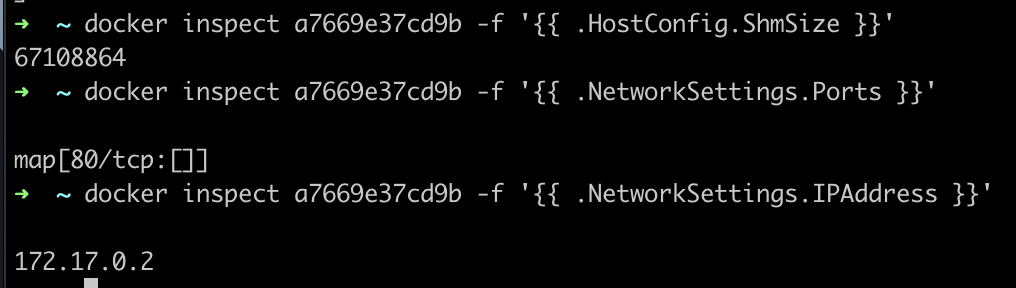 ➜  ~ docker inspect a7669e37cd9b -f '{{ .HostConfig.ShmSize }}'
67108864
➜  ~ docker inspect a7669e37cd9b -f '{{ .NetworkSettings.Ports }}'
map[80/tcp:[]]
➜  ~ docker inspect a7669e37cd9b -f '{{ .NetworkSettings.IPAddress }}'
172.17.0.2